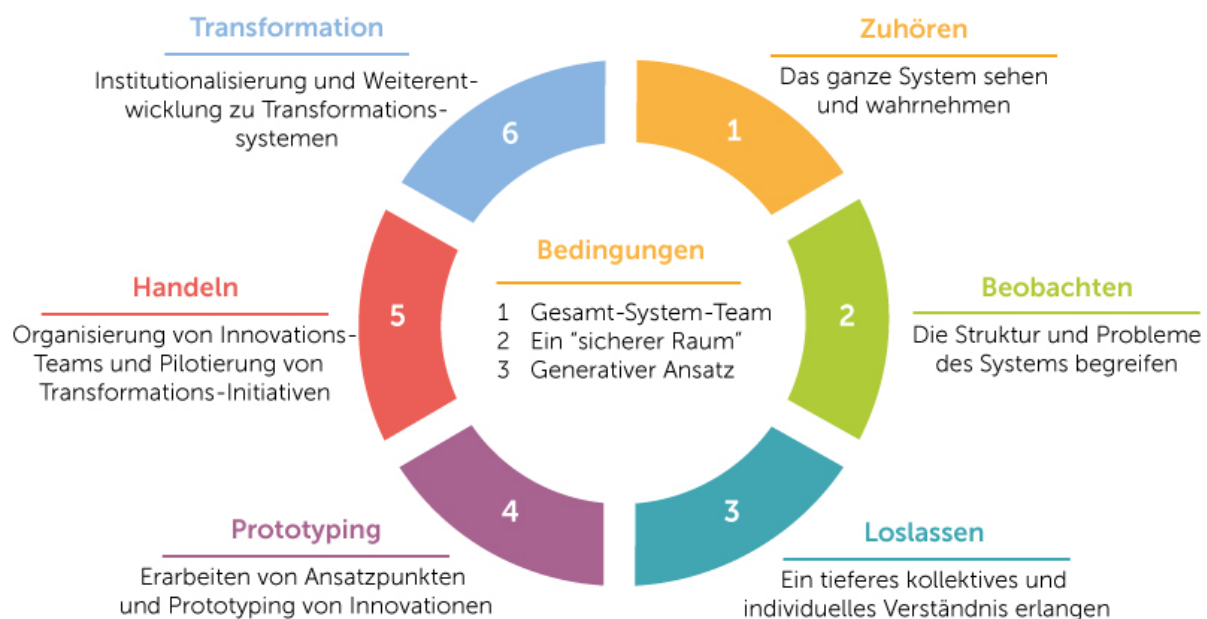 Zuhören
Das ganze System sehen
und wahrnehmen
1
Beobachten
Die Struktur und Probleme
des Systems begreifen
2
Loslassen
Ein tieferes kollektives und
individuelles Verständnis erlangen
3
Prototyping
Erarbeiten von Ansatzpunkten
und Prototyping von Innovationen
4
Handeln
Organisierung von Innovations-
Teams und Pilotierung von
Transformations-Initiativen
5
Transformation
Institutionalisierung und Weiterent-
wicklung zu Transformations-
systemen
6
Bedingungen
1 Gesamt-System-Team
2 Ein “sicherer Raum”
3 Generativer Ansatz